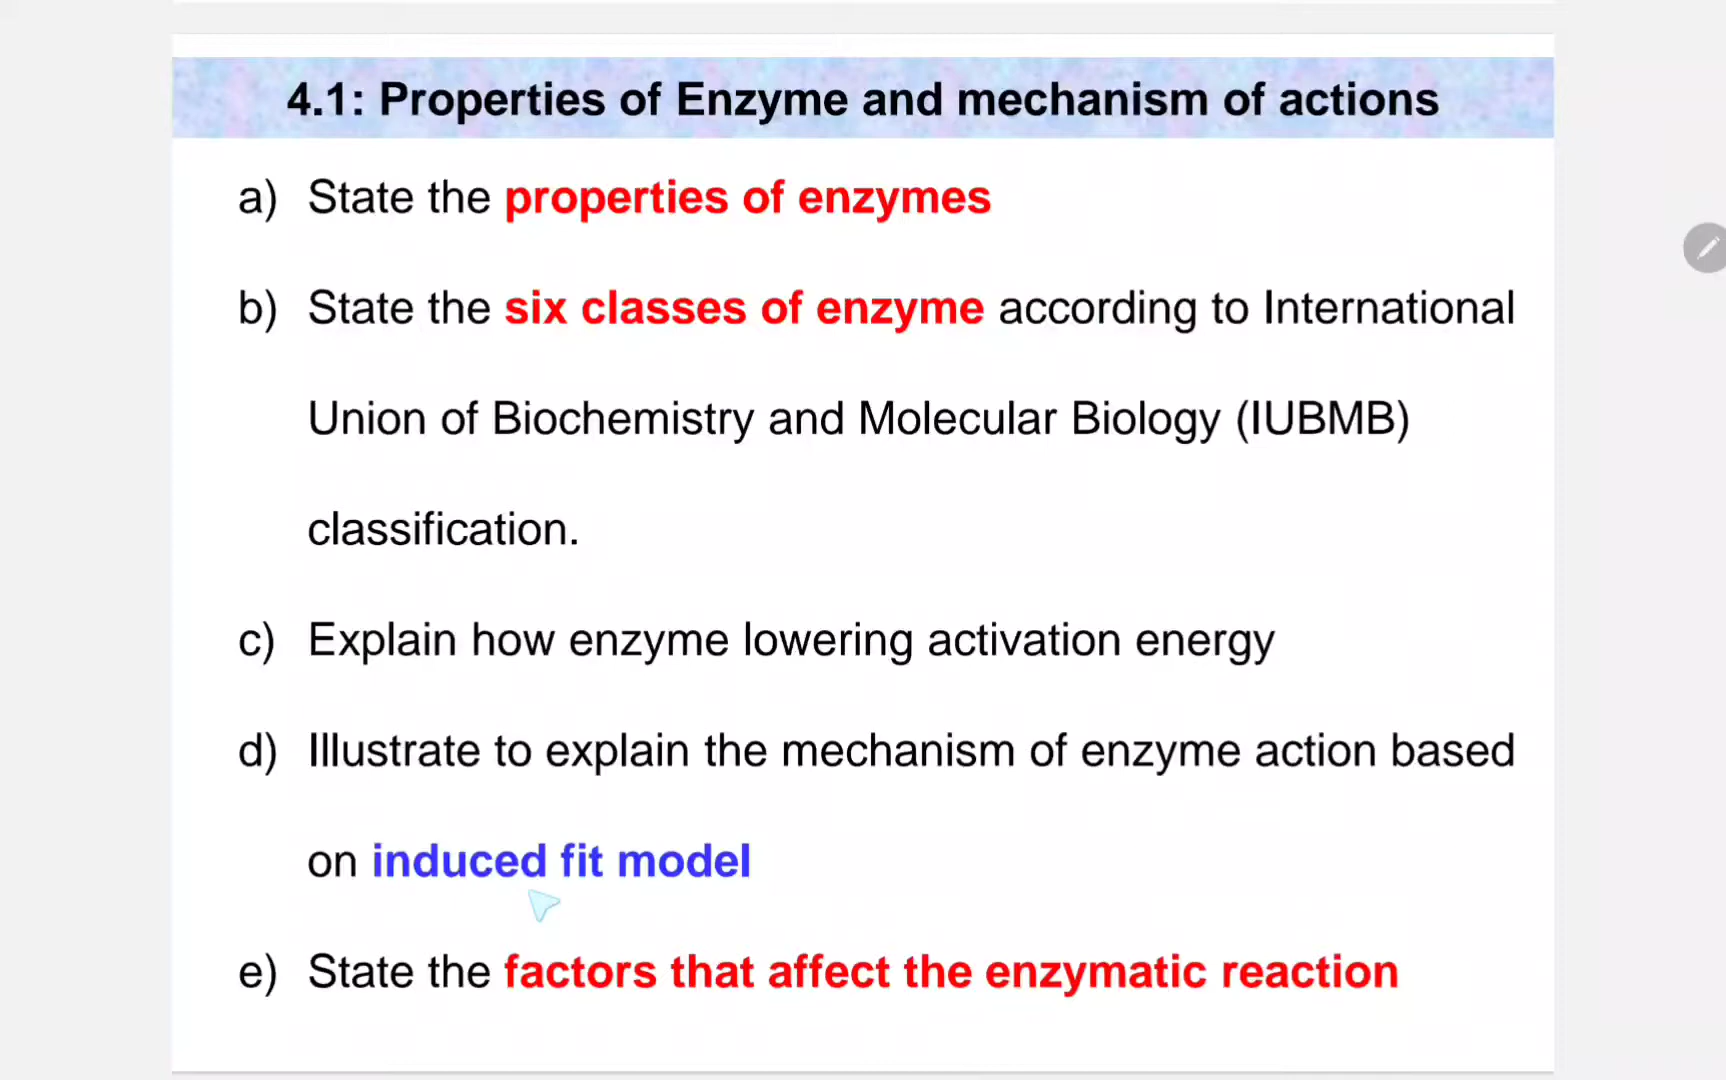 4.1: Properties of Enzyme and mechanism of actions
a) State the properties of enzymes
b) State the six classes of enzyme according to International
Union of Biochemistry and Molecular Biology (IUBMB)
classification.
c) Explain how enzyme lowering activation energy
d) Illustrate to explain the mechanism of enzyme action based
on induced fit model
e) State the factors that affect the enzymatic reaction